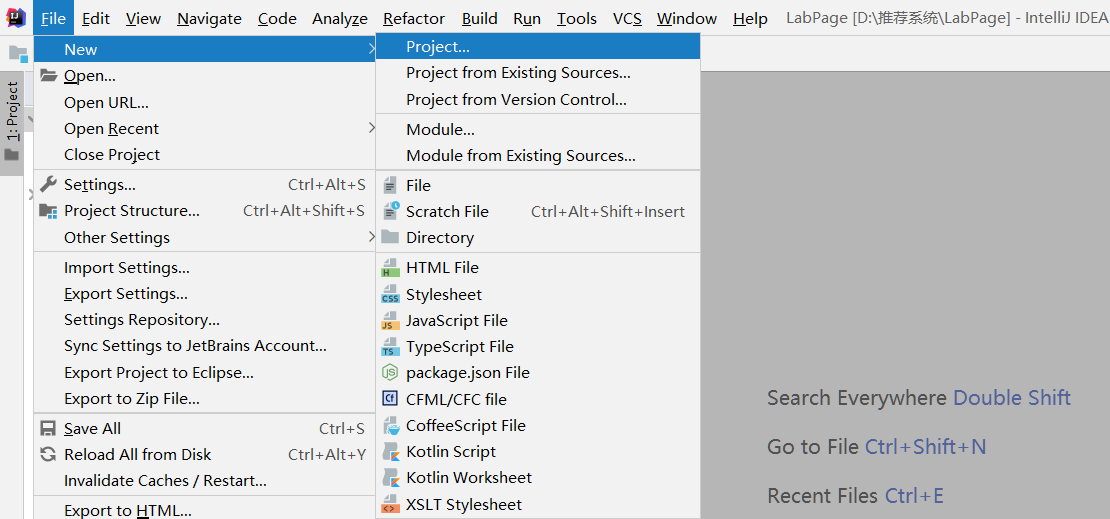 File Edit View Navigate Code Analyze Refactor Build Run Tools VCS Window Help LabPage [D:\推荐系统\LabPage] - IntelliJ IDEA
1: Project
New
Open...
Open URL...
Open Recent
Close Project
Settings... Ctrl+Alt+S
Project Structure... Ctrl+Alt+Shift+S
Other Settings
Import Settings...
Export Settings...
Settings Repository...
Sync Settings to JetBrains Account...
Export Project to Eclipse...
Export to Zip File...
Save All Ctrl+S
Reload All from Disk Ctrl+Alt+Y
Invalidate Caches / Restart...
Export to HTML...
Project...
Project from Existing Sources...
Project from Version Control...
Module...
Module from Existing Sources...
File
Scratch File Ctrl+Alt+Shift+Insert
Directory
HTML File
Stylesheet
JavaScript File
TypeScript File
package.json File
CFML/CFC file
CoffeeScript File
Kotlin Script
Kotlin Worksheet
XSLT Stylesheet
Search Everywhere Double Shift
Go to File Ctrl+Shift+N
Recent Files Ctrl+E